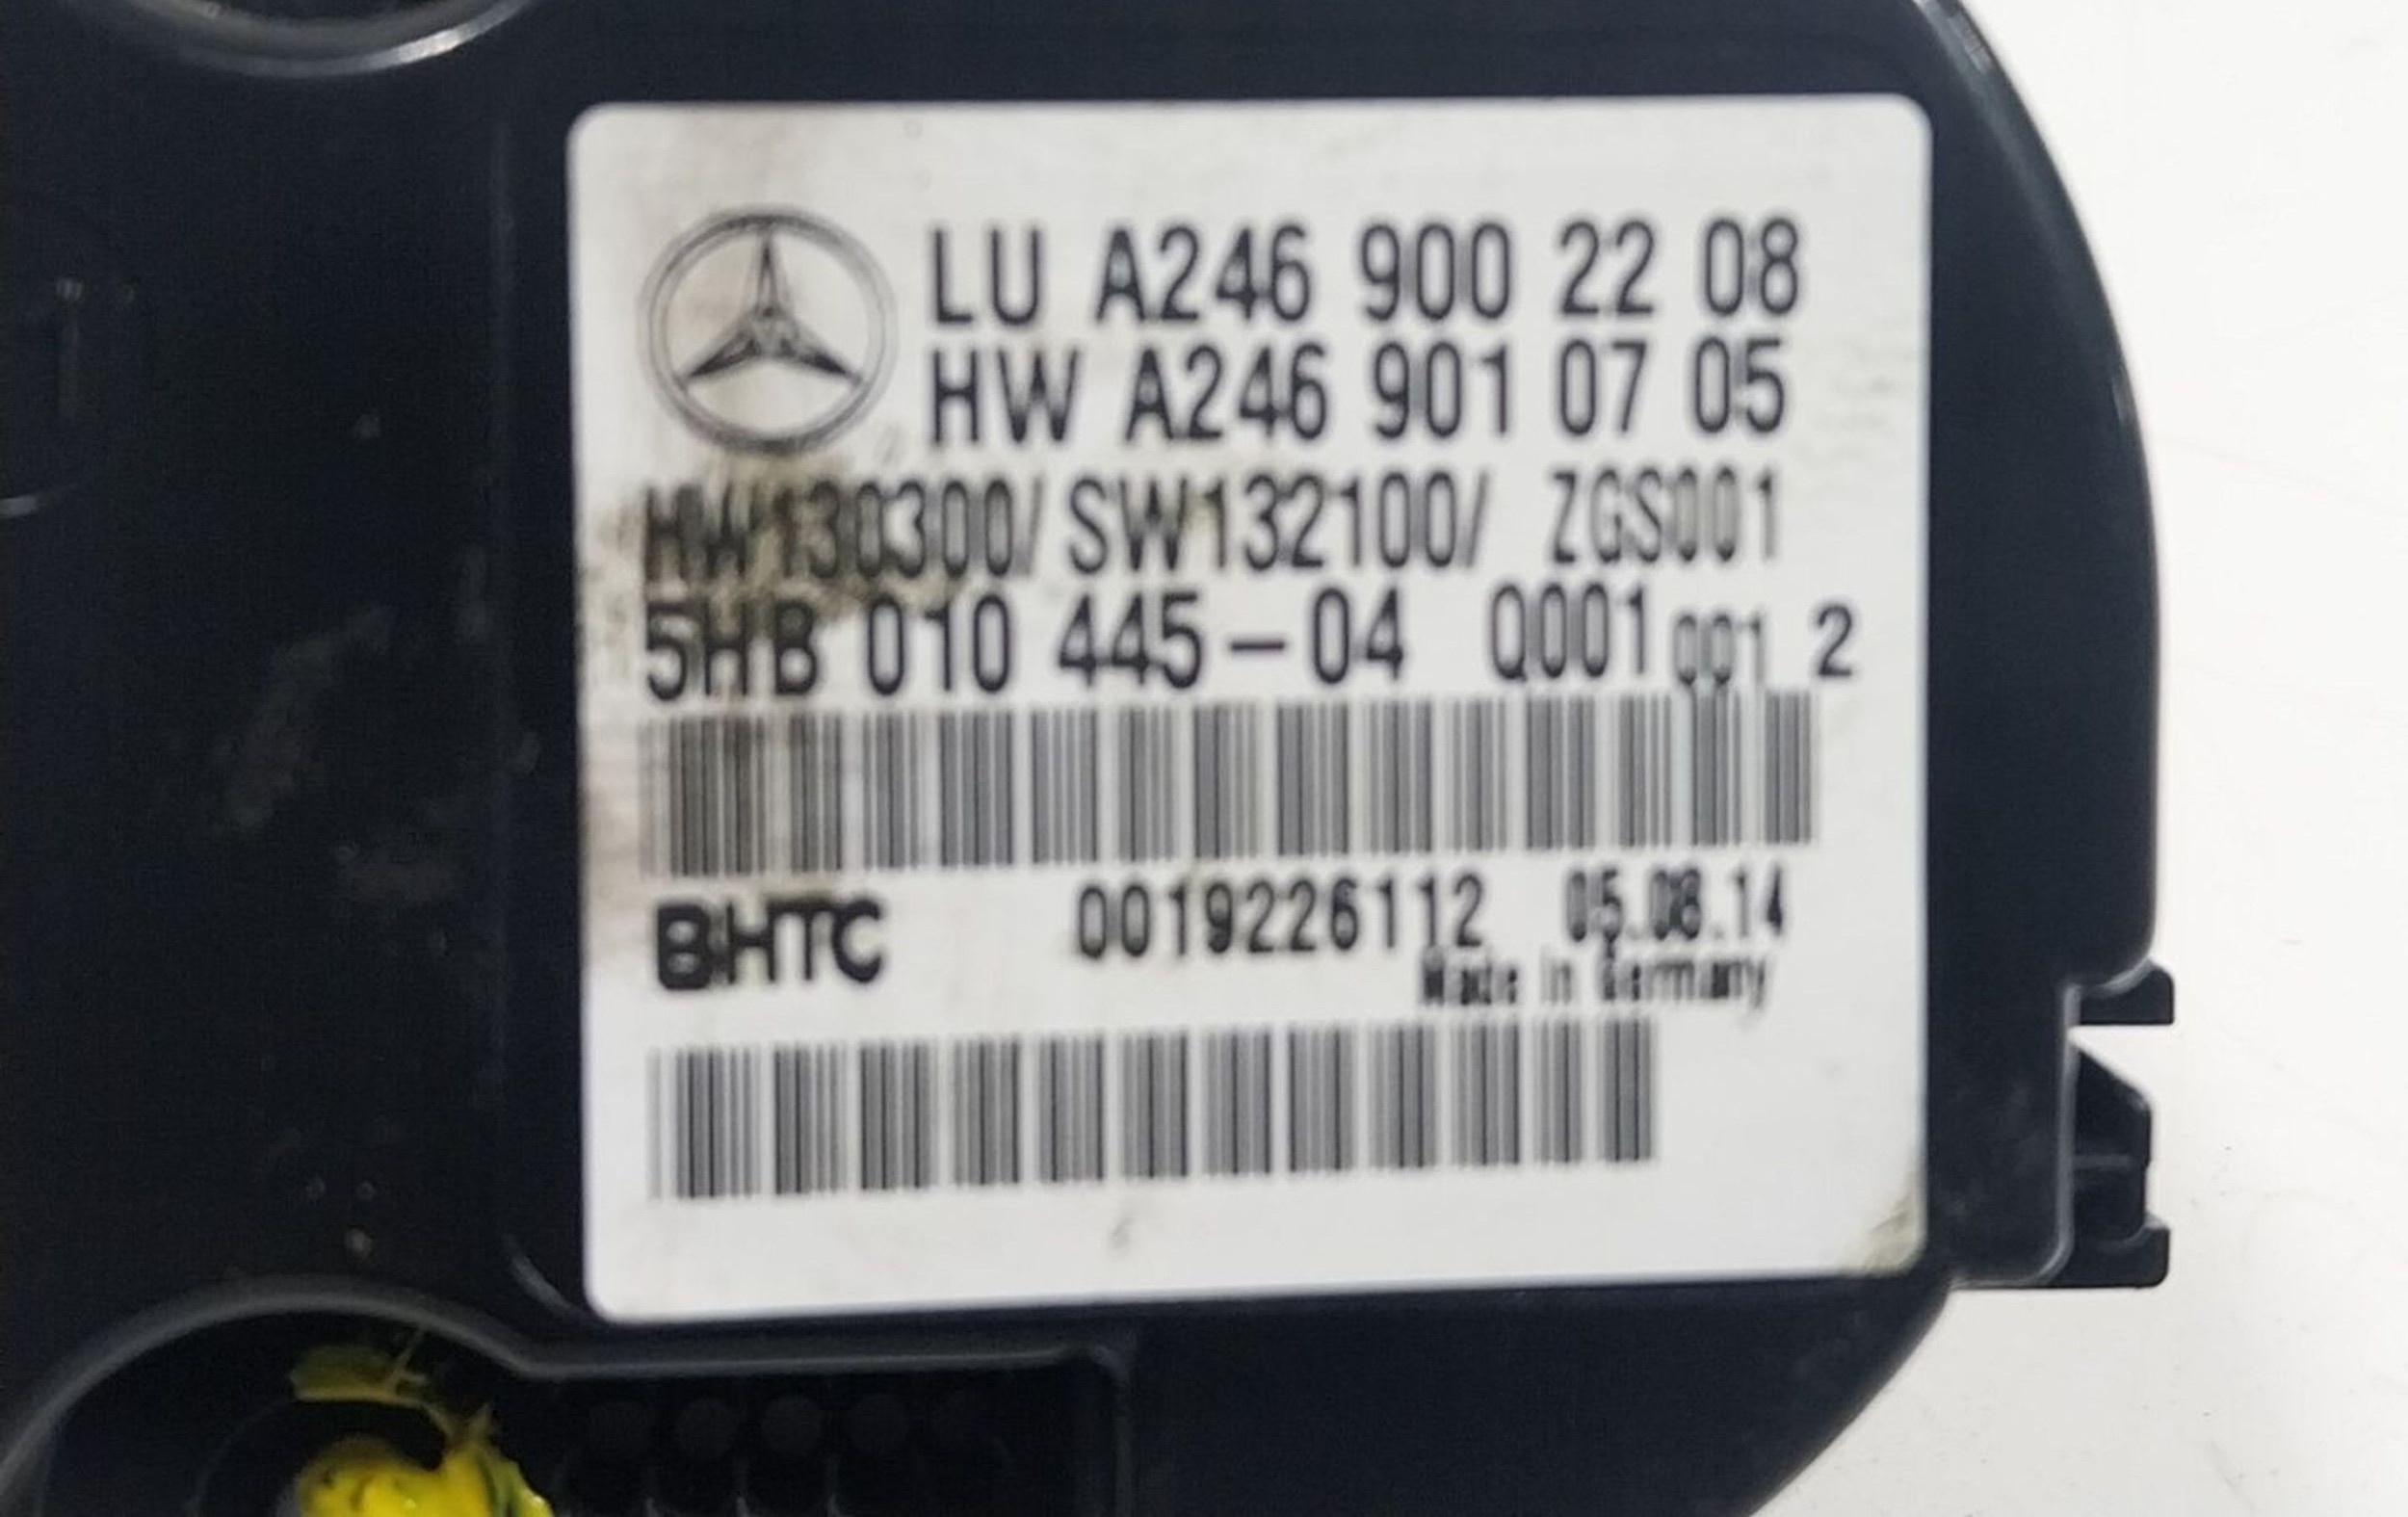 LU A246 900 22 08
HW A246 901 07 05
HW130300/ SW132100/ ZGS001
5HB 010 445-04 Q001 001 2
BHTC 0019226112 05.08.14
Made in Germany